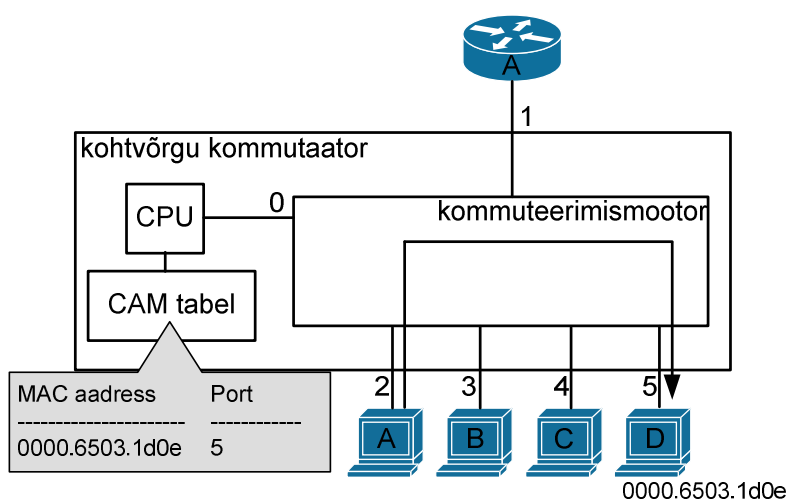 A
1
kohtvõrgu kommutaator
0
kommuteerimismootor
CPU
CAM tabel
MAC aadress Port
---------------------- ------------
0000.6503.1d0e 5
2 3 4 5
A B C D
0000.6503.1d0e